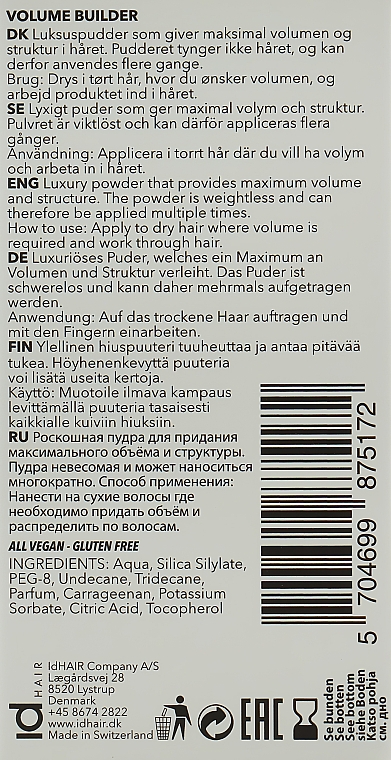 VOLUME BUILDER
DK Luksuspudder som giver maksimal volumen og
struktur i håret. Pudderet tynger ikke håret, og kan
derfor anvendes flere gange.
Brug: Drys i tørt hår, hvor du ønsker volumen, og
arbejd produktet ind i håret.
SE Lyxigt puder som ger maximal volym och struktur.
Pulvret är viktlöst och kan därför appliceras flera
gånger.
Användning: Applicera i torrt hår där du vill ha volym
och arbeta in i håret.
ENG Luxury powder that provides maximum volume
and structure. The powder is weightless and can
therefore be applied multiple times.
How to use: Apply to dry hair where volume is
required and work through hair.
DE Luxuriöses Puder, welches ein Maximum an
Volumen und Struktur verleiht. Das Puder ist
schwerelos und kann daher mehrmals aufgetragen
werden.
Anwendung: Auf das trockene Haar auftragen und
mit den Fingern einarbeiten.
FIN Ylellinen hiuspuuteri tuuheuttaa ja antaa pitävää
tukea. Höyhenenkevyttä puuteria
voi lisätä useita kertoja.
Käyttö: Muotoile ilmava kampaus
levittämällä puuteria tasaisesti
kaikkialle kuiviin hiuksiin.
RU Роскошная пудра для придания
максимального объёма и структуры.
Пудра невесомая и может наноситься
многократно. Способ применения:
Нанести на сухие волосы где
необходимо придать объём и
распределить по волосам.
ALL VEGAN - GLUTEN FREE
INGREDIENTS: Aqua, Silica Silylate,
PEG-8, Undecane, Tridecane,
Parfum, Carrageenan, Potassium
Sorbate, Citric Acid, Tocopherol
5 704699 875172
id HAIR
IdHAIR Company A/S
Lægårdsvej 28
8520 Lystrup
Denmark
+45 8674 2822
www.idhair.dk
Made in Switzerland
EAC
Se bunden
Se botten
See bottom
siehe Boden
Katso pohja
см. дно